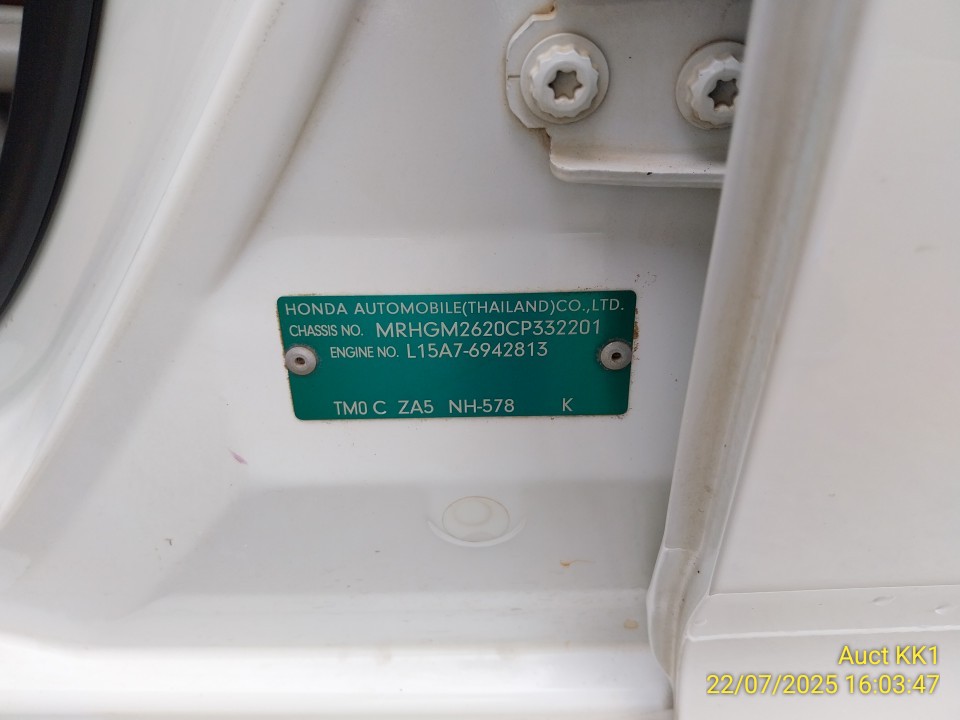 HONDA AUTOMOBILE(THAILAND)CO.,LTD.
CHASSIS NO. MRHGM2620CP332201
ENGINE NO. L15A7-6942813
TM0 C ZA5 NH-578 K
Auct KK1
22/07/2025 16:03:47